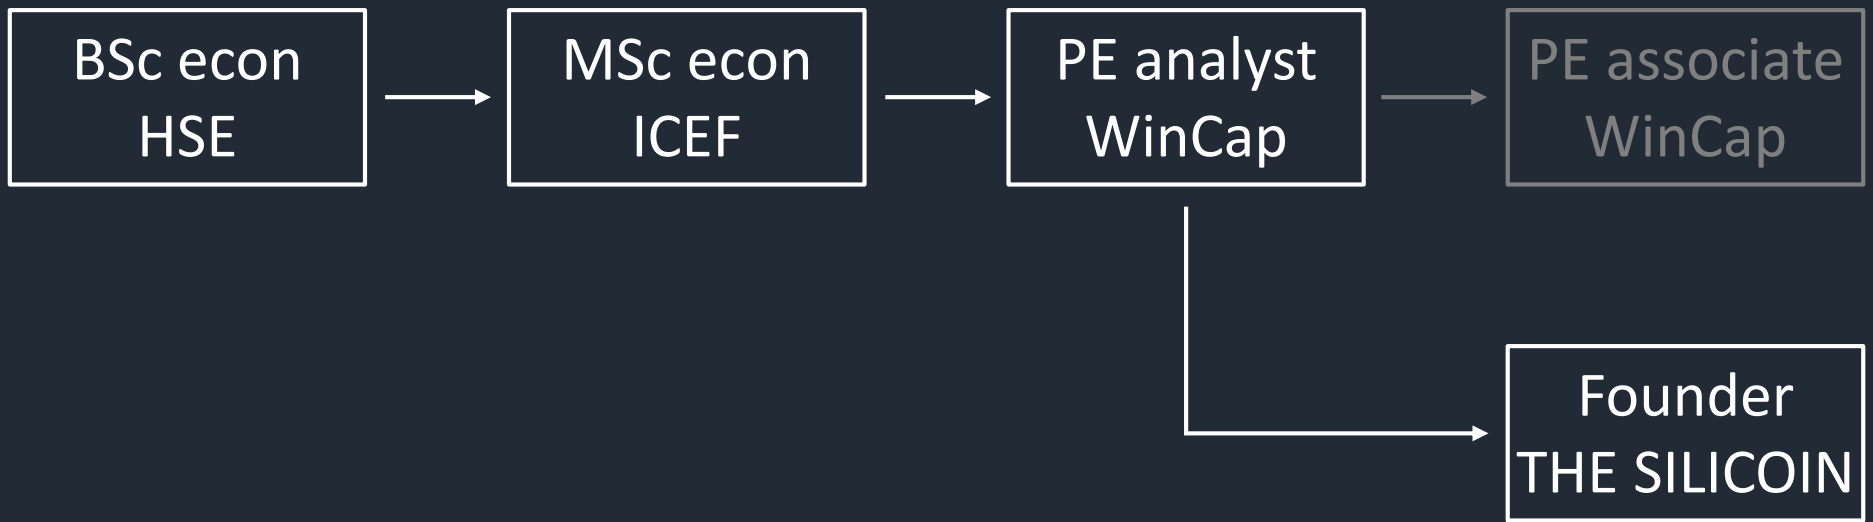 BSc econ
HSE
MSc econ
ICEF
PE analyst
WinCap
PE associate
WinCap
Founder
THE SILICOIN